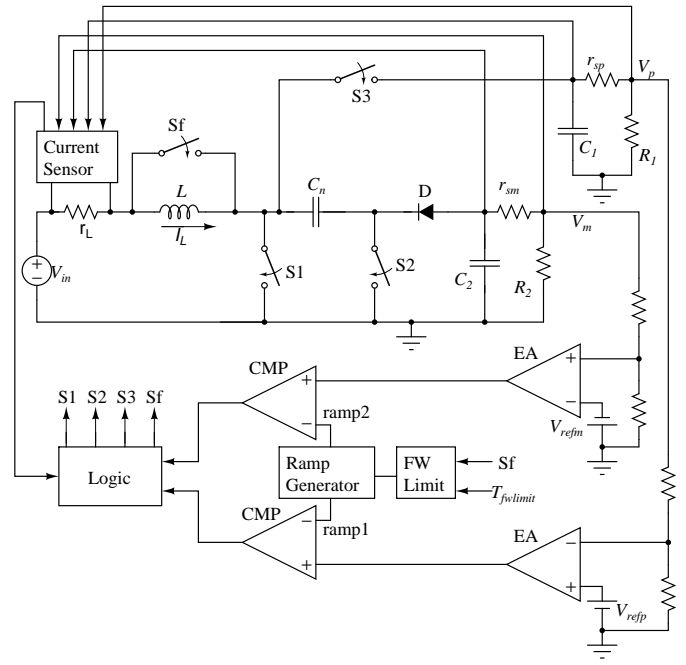 r_sp
V_p
S3
Sf
Current
Sensor
C_1
R_1
L
C_n
D
r_sm
r_L
I_L
V_m
V_in
S1
S2
C_2
R_2
EA
CMP
+
−
+
−
ramp2
V_refm
S1 S2 S3 Sf
Logic
Ramp
Generator
FW
Limit
Sf
T_fwlimit
CMP
ramp1
EA
−
+
−
+
V_refp